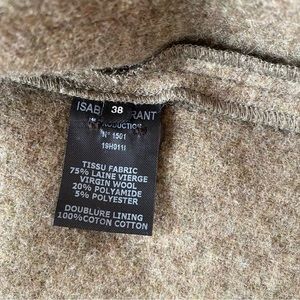 ISAB 38 RANT
PRODUCTION
N° 1501
19H011I
TISSU FABRIC
75% LAINE VIERGE
VIRGIN WOOL
20% POLYAMIDE
5% POLYESTER
DOUBLURE LINING
100%COTON COTTON